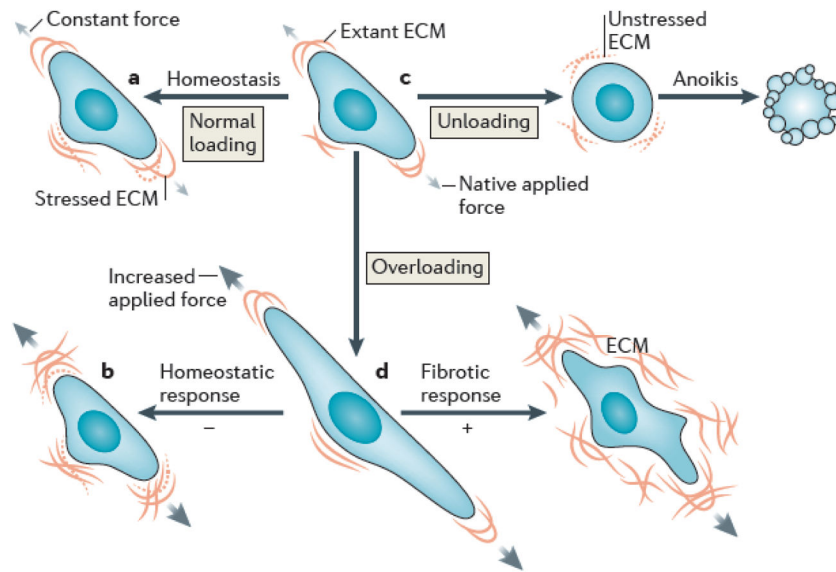 Constant force
Extant ECM
Unstressed
ECM
a
Homeostasis
c
Anoikis
Normal
loading
Unloading
Stressed ECM
Native applied
force
Increased
applied force
Overloading
ECM
b
Homeostatic
response
–
d
Fibrotic
response
+